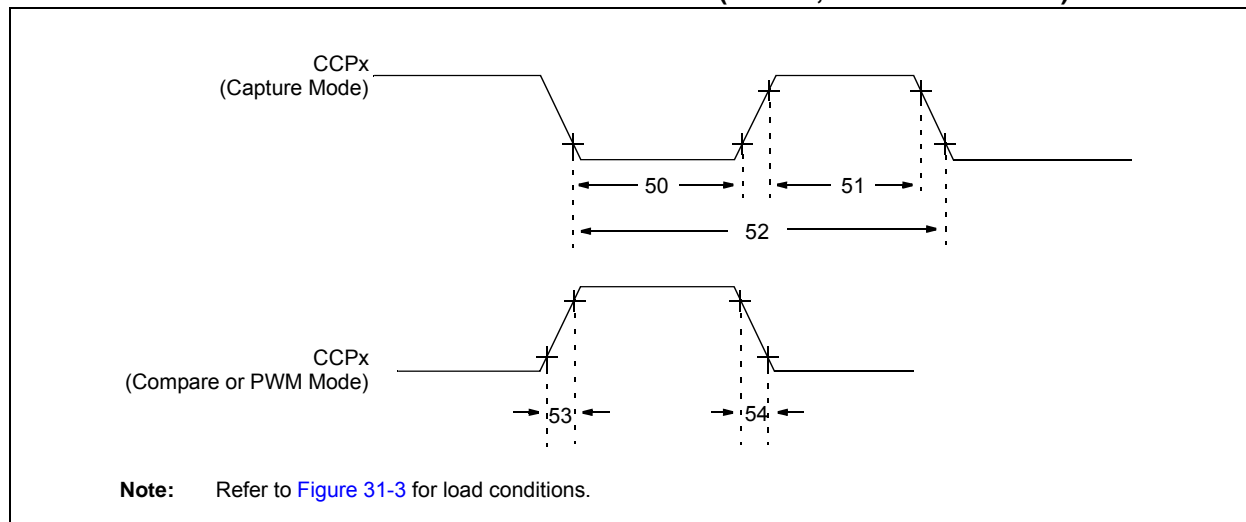 CCPx
(Capture Mode)
50
51
52
CCPx
(Compare or PWM Mode)
53
54
Note: Refer to Figure 31-3 for load conditions.